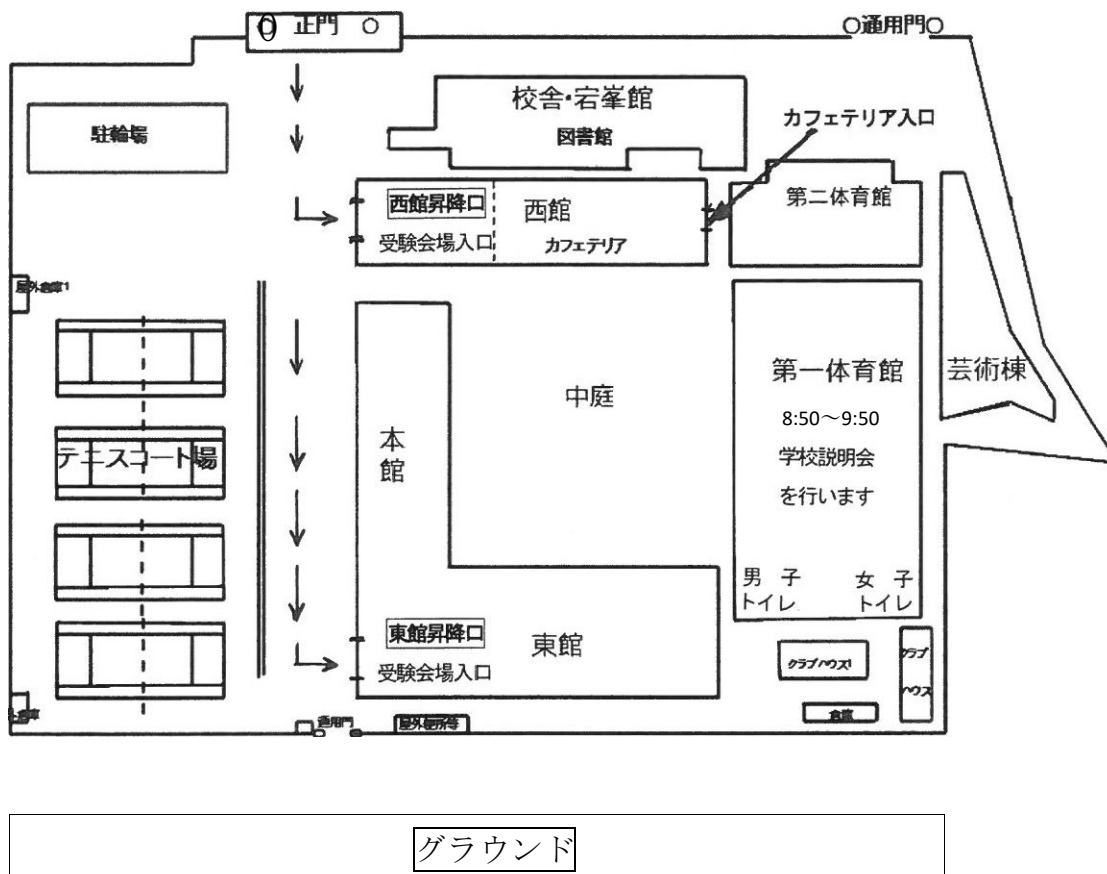 正門
通用門
校舎・宕峯館
図書館
カフェテリア入口
駐輪場
西館昇降口
西館
受験会場入口
カフェテリア
第二体育館
屋外倉庫1
第一体育館
8:50～9:50
学校説明会
を行います
芸術棟
中庭
本館
テニスコート場
男子
トイレ
女子
トイレ
東館昇降口
東館
受験会場入口
クラブハウス1
クラブ
ハウス
倉庫
通用門
グラウンド